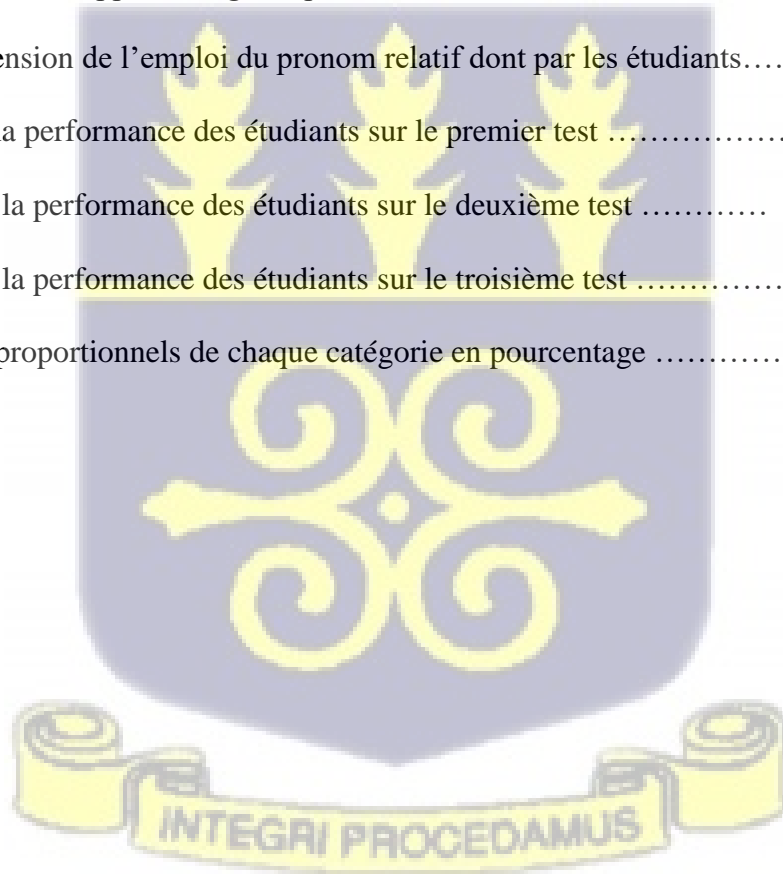 ension de l’emploi du pronom relatif dont par les étudiants….
la performance des étudiants sur le premier test ………………
la performance des étudiants sur le deuxième test …………
la performance des étudiants sur le troisième test ……………
proportionnels de chaque catégorie en pourcentage …………
INTEGRI PROCEDAMUS